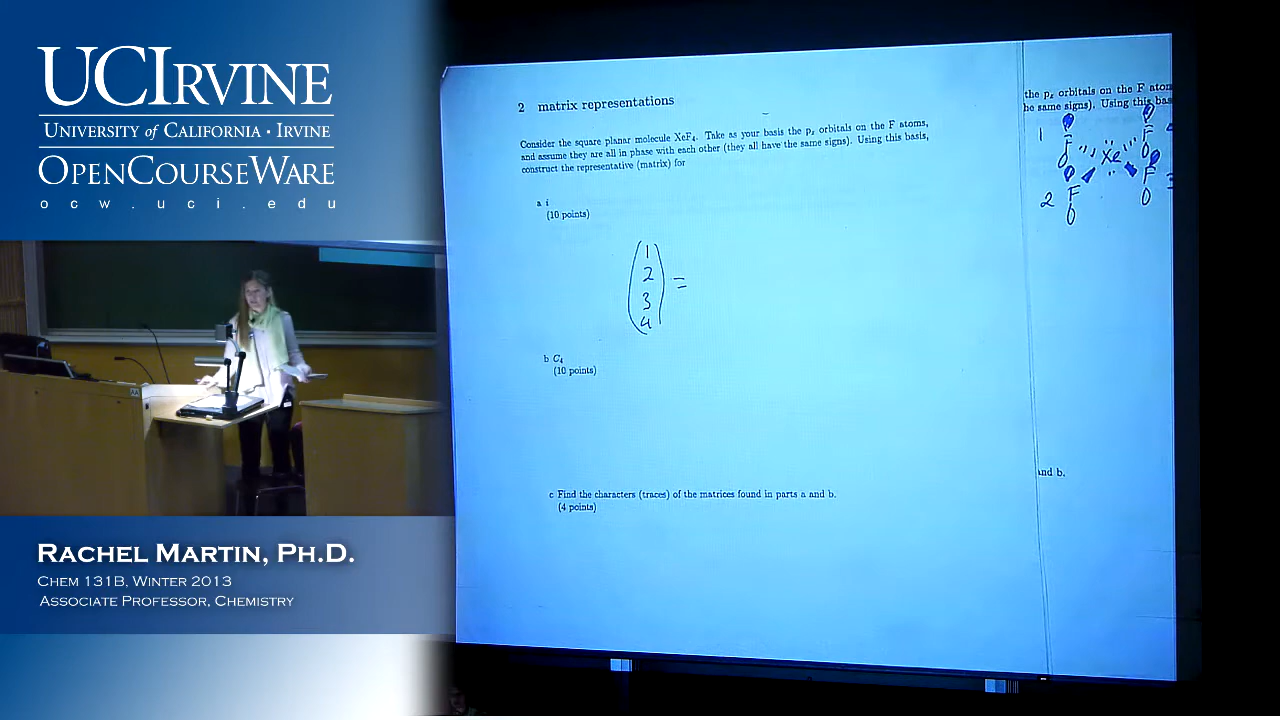 UCIRVINE
UNIVERSITY of CALIFORNIA · IRVINE
OPENCOURSEWARE
ocw.uci.edu
RACHEL MARTIN, PH.D.
CHEM 131B, WINTER 2013
ASSOCIATE PROFESSOR, CHEMISTRY
2 matrix representations
Consider the square planar molecule XeF₄. Take as your basis the p_z orbitals on the F atoms,
and assume they are all in phase with each other (they all have the same signs). Using this basis,
construct the representative (matrix) for
a i
(10 points)
1
2
3
4
=
b C₄
(10 points)
c Find the characters (traces) of the matrices found in parts a and b.
(4 points)
the p_z orbitals on the F atom
he same signs). Using this bas
1
F
F
Xe
F
2 F
and b.